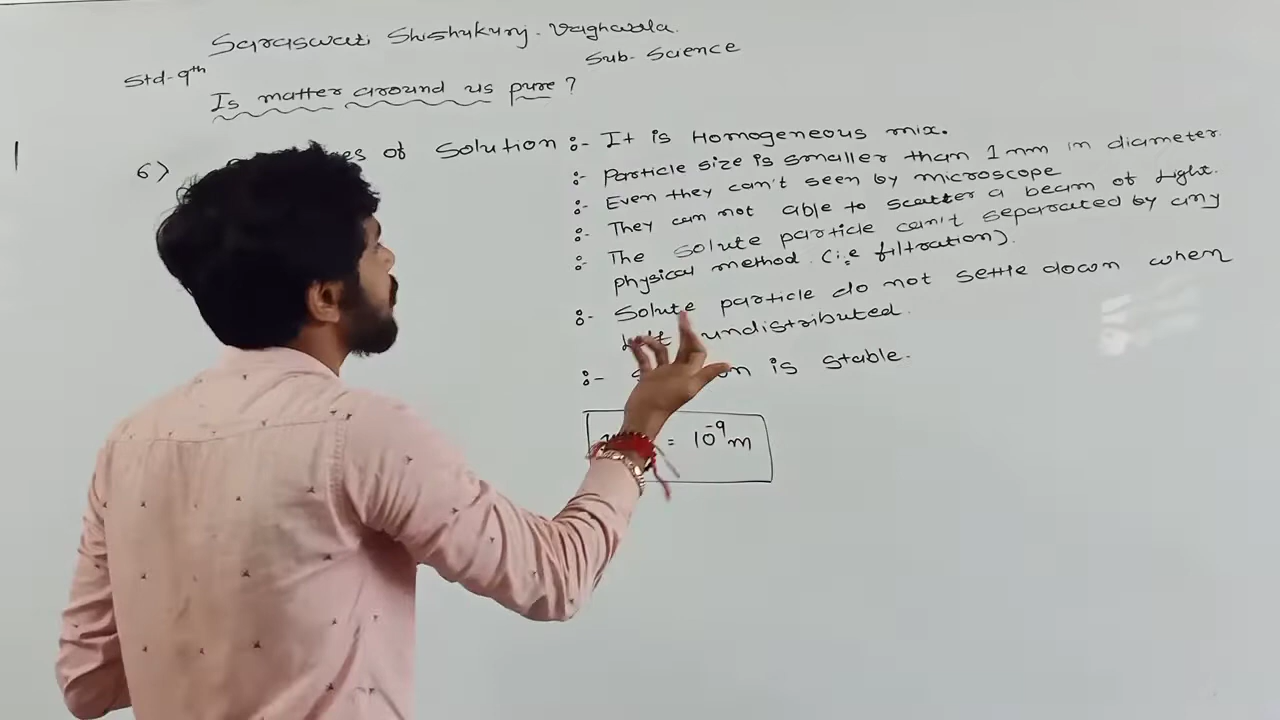 Saraswati Shishukunj. Vaghwala.
Std-9th
Sub- Science
Is matter around us pure?
6) of Solution :- It is Homogeneous mix.
:- Particle size is smaller than 1 nm in diameter.
:- Even they can't seen by microscope
:- They can not able to scatter a beam of Light.
:- The solute particle can't separated by any
physical method. (i.e filtration).
:- Solute particle do not settle down when
undistributed.
:- is stable.
= 10⁻⁹m